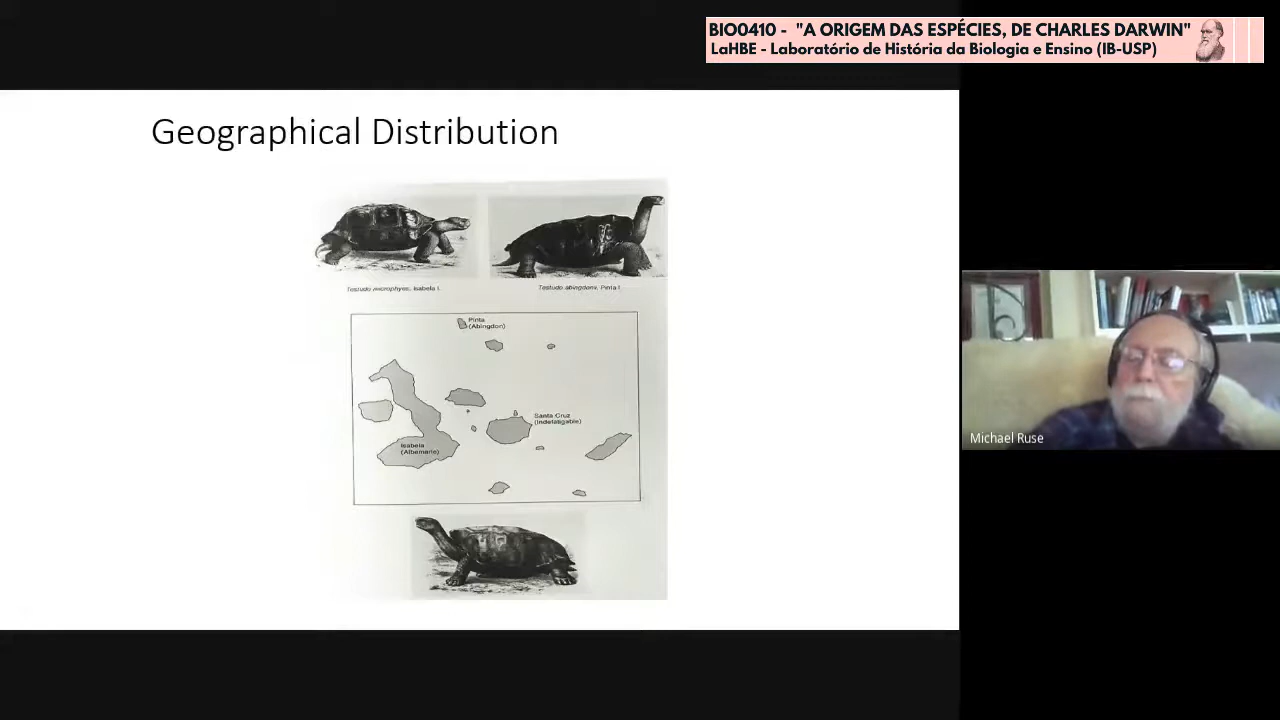 BIO0410 - "A ORIGEM DAS ESPÉCIES, DE CHARLES DARWIN"
LaHBE - Laboratório de História da Biologia e Ensino (IB-USP)
Geographical Distribution
Testudo microphyes, Isabela I.
Testudo abingdonii, Pinta I.
Pinta
(Abingdon)
Santa Cruz
(Indefatigable)
Isabela
(Albemarle)
Michael Ruse